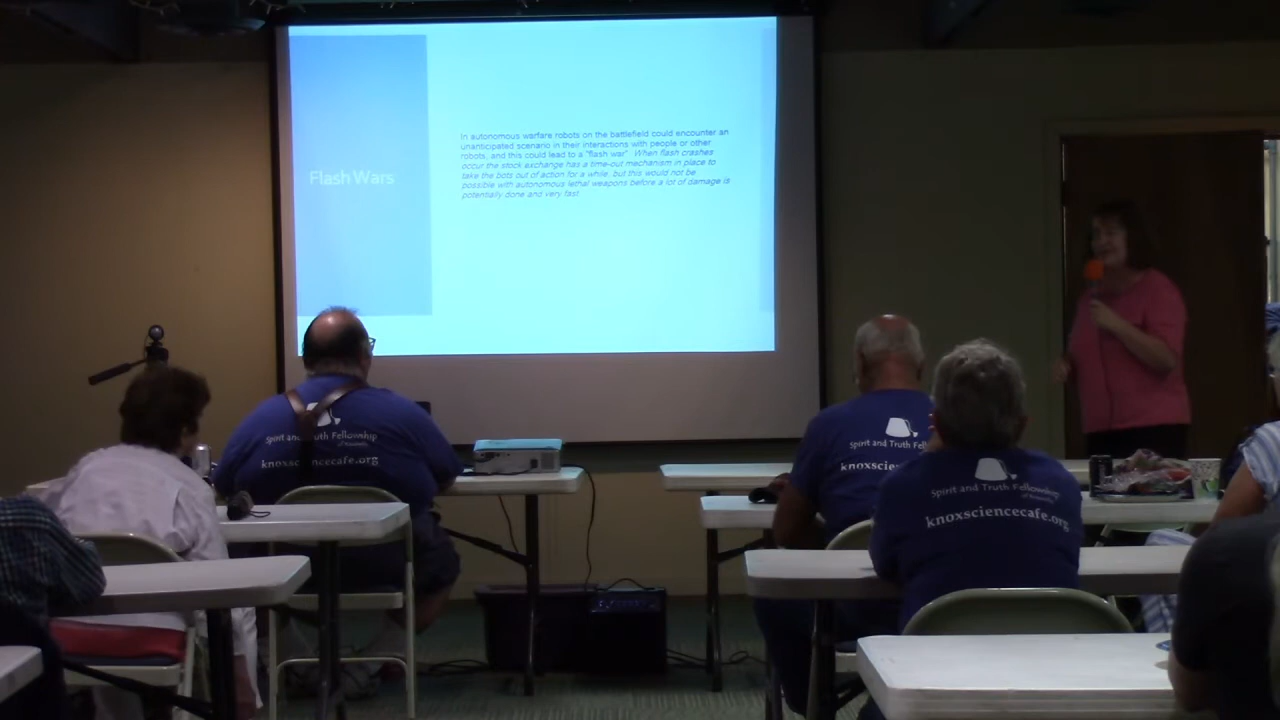 Flash Wars
In autonomous warfare robots on the battlefield could encounter an
unanticipated scenario in their interactions with people or other
robots, and this could lead to a "flash war". When flash crashes
occur the stock exchange has a time-out mechanism in place to
take the bots out of action for a while, but this would not be
possible with autonomous lethal weapons before a lot of damage is
potentially done and very fast.
Spirit and Truth Fellowship
knoxsciencecafe.org
Spirit and Truth
Spirit and Truth Fellowship
knoxsciencecafe.org